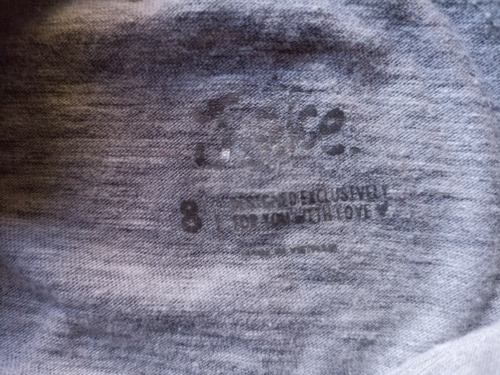 8
DESIGNED EXCLUSIVELY
FOR YOU WITH LOVE
MADE IN VIETNAM